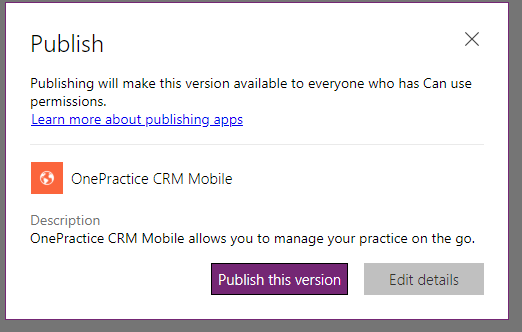 Publish
Publishing will make this version available to everyone who has Can use
permissions.
Learn more about publishing apps
OnePractice CRM Mobile
Description
OnePractice CRM Mobile allows you to manage your practice on the go.
Publish this version
Edit details